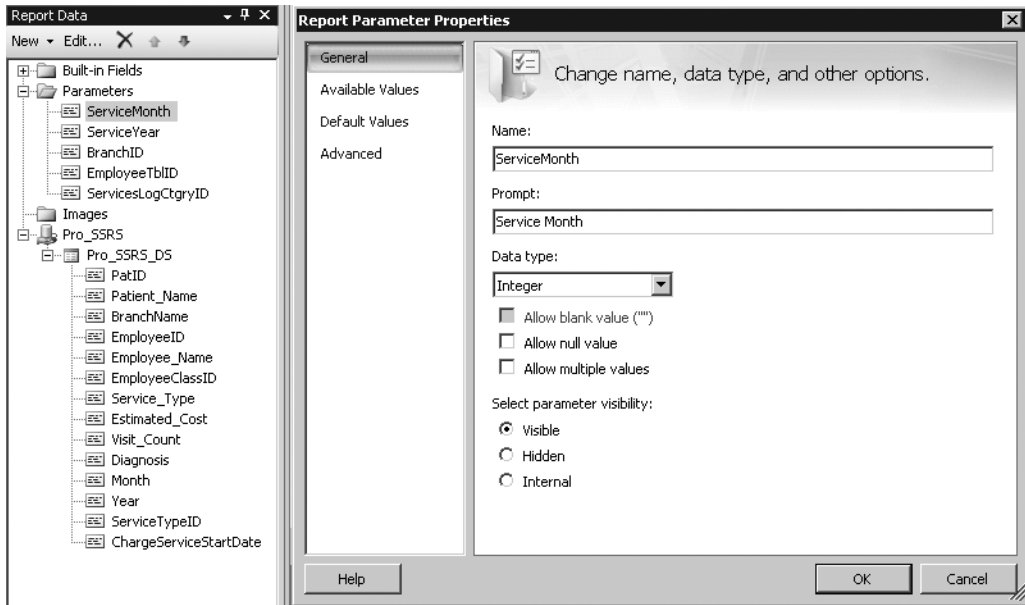 Report Data
New Edit...
Built-in Fields
Parameters
ServiceMonth
ServiceYear
BranchID
EmployeeTblID
ServicesLogCtgryID
Images
Pro_SSRS
Pro_SSRS_DS
PatID
Patient_Name
BranchName
EmployeeID
Employee_Name
EmployeeClassID
Service_Type
Estimated_Cost
Visit_Count
Diagnosis
Month
Year
ServiceTypeID
ChargeServiceStartDate
Report Parameter Properties
General
Available Values
Default Values
Advanced
Change name, data type, and other options.
Name:
ServiceMonth
Prompt:
Service Month
Data type:
Integer
Allow blank value ("")
Allow null value
Allow multiple values
Select parameter visibility:
Visible
Hidden
Internal
Help
OK
Cancel